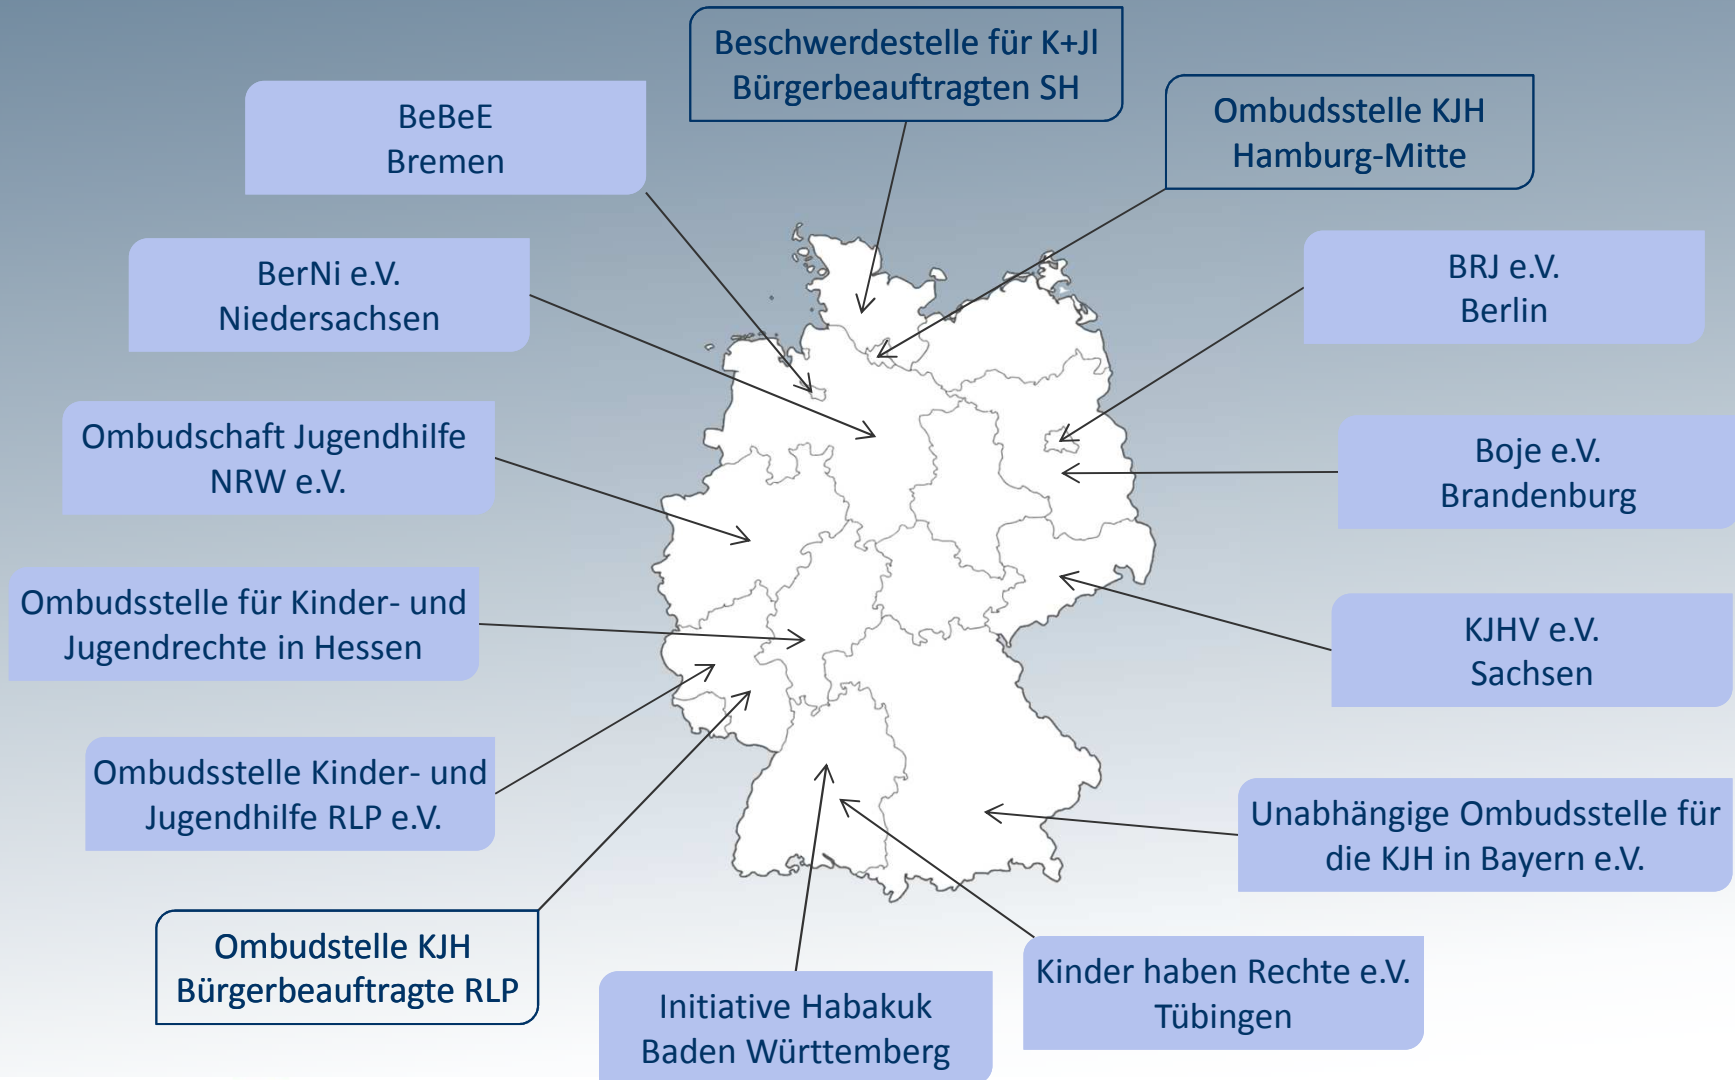 Beschwerdestelle für K+Jl
Bürgerbeauftragten SH
Ombudsstelle KJH
Hamburg-Mitte
BeBeE
Bremen
BerNi e.V.
Niedersachsen
BRJ e.V.
Berlin
Ombudschaft Jugendhilfe
NRW e.V.
Boje e.V.
Brandenburg
Ombudsstelle für Kinder- und
Jugendrechte in Hessen
KJHV e.V.
Sachsen
Ombudsstelle Kinder- und
Jugendhilfe RLP e.V.
Unabhängige Ombudsstelle für
die KJH in Bayern e.V.
Ombudstelle KJH
Bürgerbeauftragte RLP
Kinder haben Rechte e.V.
Tübingen
Initiative Habakuk
Baden Württemberg